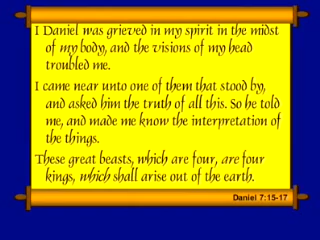 I Daniel was grieved in my spirit in the midst
of my body, and the visions of my head
troubled me.
I came near unto one of them that stood by,
and asked him the truth of all this. So he told
me, and made me know the interpretation of
the things.
These great beasts, which are four, are four
kings, which shall arise out of the earth.
Daniel 7:15-17